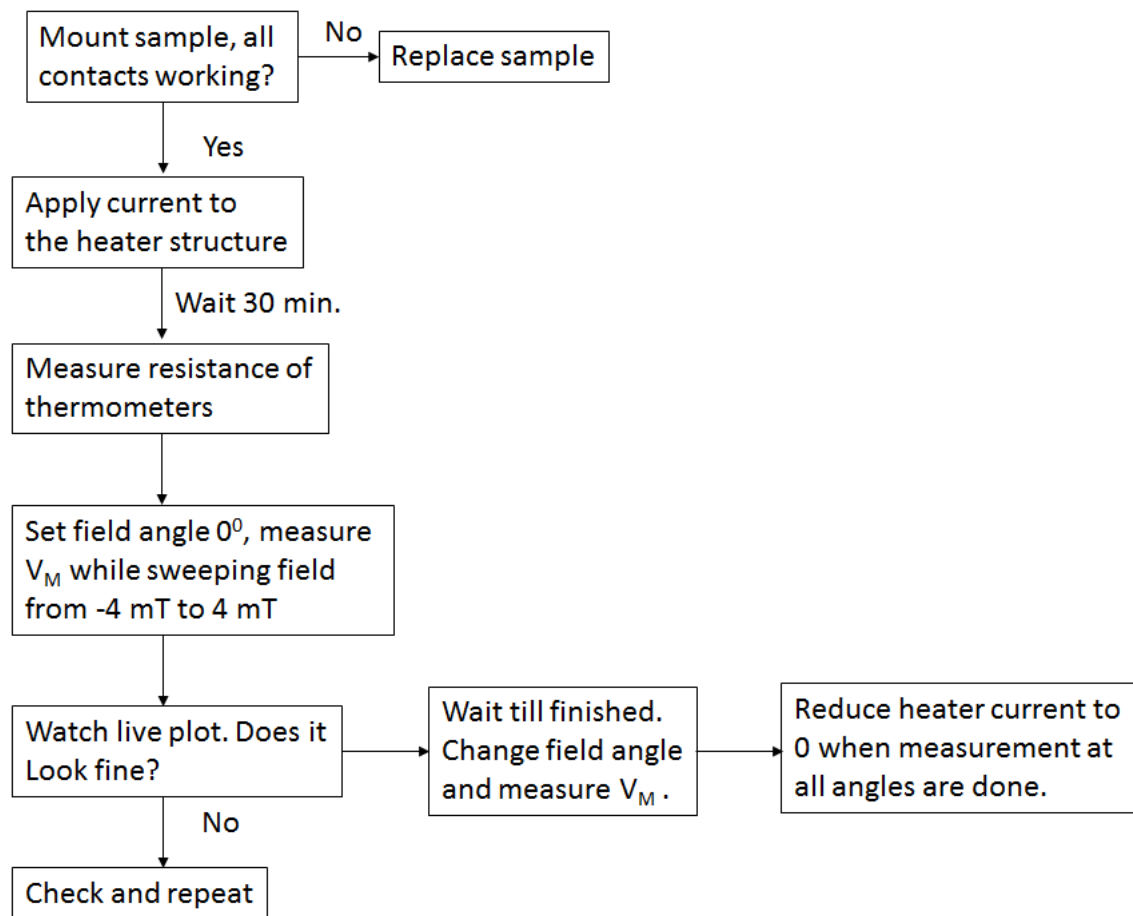 Mount sample, all
contacts working?
No
Replace sample
Yes
Apply current to
the heater structure
Wait 30 min.
Measure resistance of
thermometers
Set field angle 0⁰, measure
V_M while sweeping field
from -4 mT to 4 mT
Watch live plot. Does it
Look fine?
Wait till finished.
Change field angle
and measure V_M .
Reduce heater current to
0 when measurement at
all angles are done.
No
Check and repeat